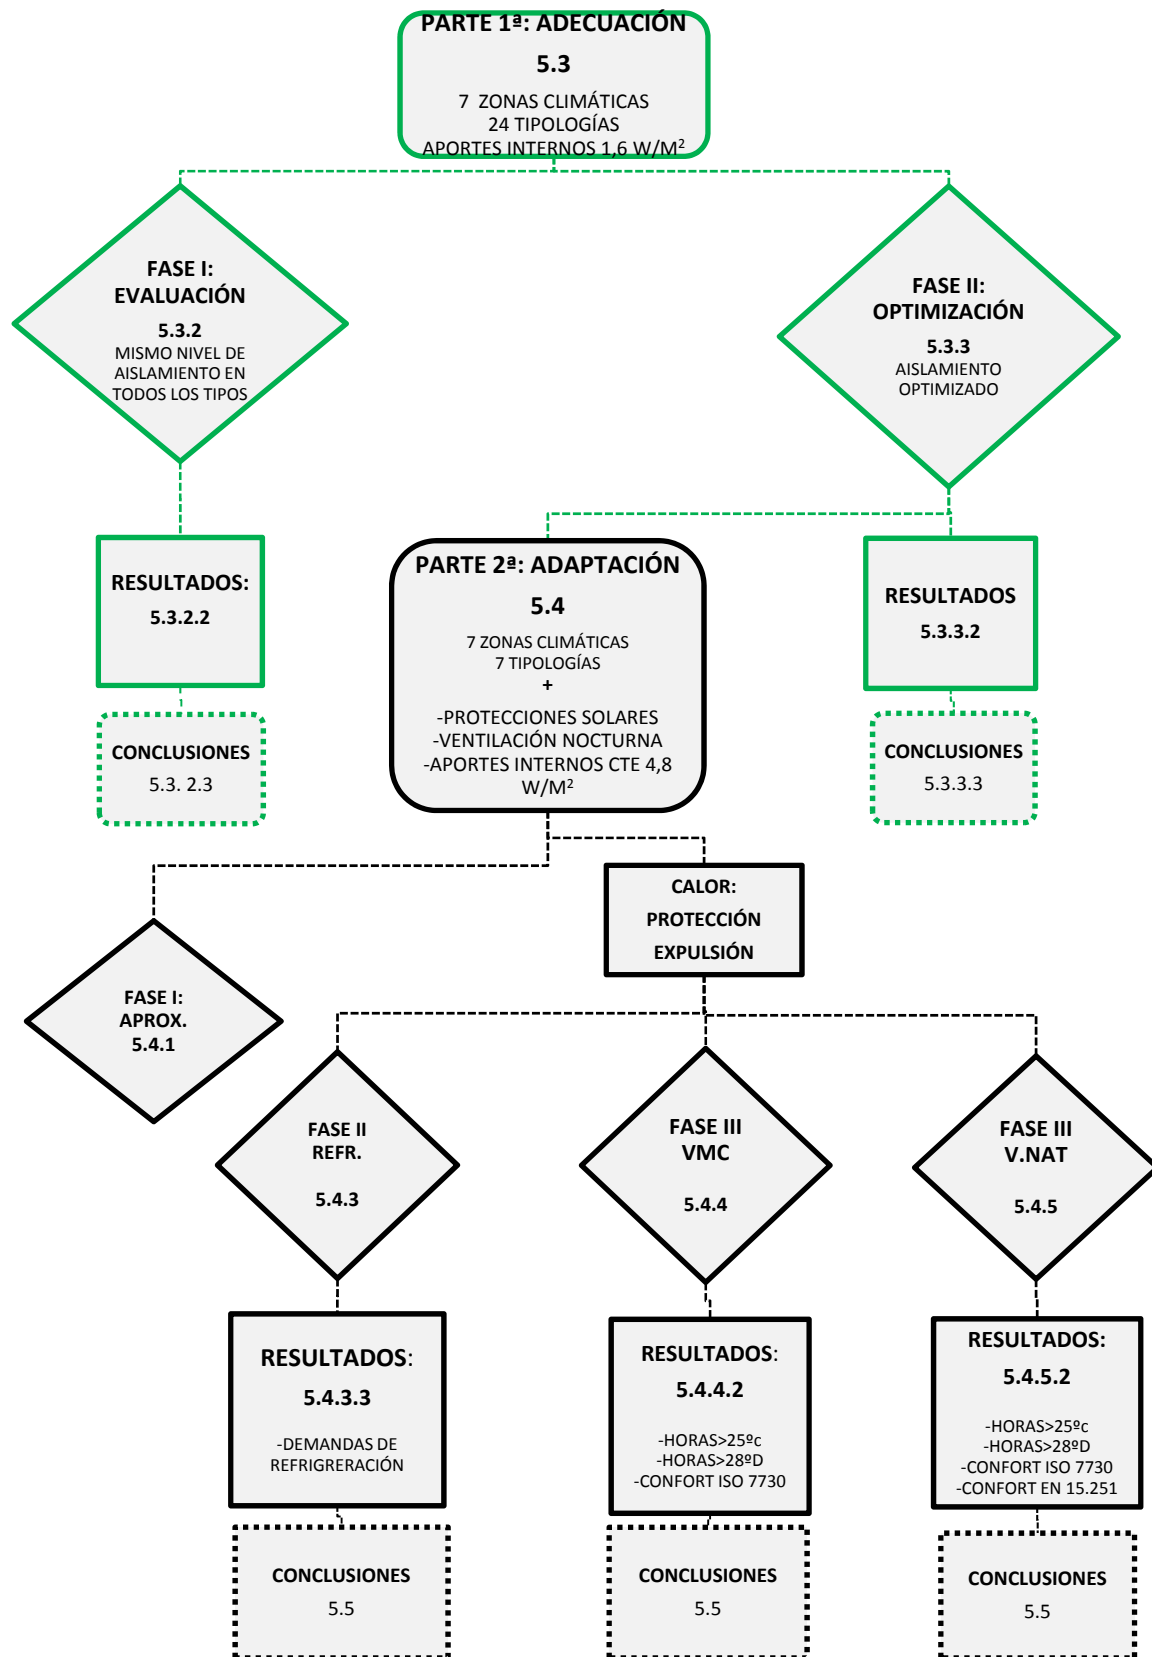 PARTE 1ª: ADECUACIÓN
5.3
7 ZONAS CLIMÁTICAS
24 TIPOLOGÍAS
APORTES INTERNOS 1,6 W/M²
FASE I:
EVALUACIÓN
5.3.2
MISMO NIVEL DE
AISLAMIENTO EN
TODOS LOS TIPOS
FASE II:
OPTIMIZACIÓN
5.3.3
AISLAMIENTO
OPTIMIZADO
RESULTADOS:
5.3.2.2
CONCLUSIONES
5.3. 2.3
PARTE 2ª: ADAPTACIÓN
5.4
7 ZONAS CLIMÁTICAS
7 TIPOLOGÍAS
+
-PROTECCIONES SOLARES
-VENTILACIÓN NOCTURNA
-APORTES INTERNOS CTE 4,8
W/M²
RESULTADOS
5.3.3.2
CONCLUSIONES
5.3.3.3
CALOR:
PROTECCIÓN
EXPULSIÓN
FASE I:
APROX.
5.4.1
FASE II
REFR.
5.4.3
FASE III
VMC
5.4.4
FASE III
V.NAT
5.4.5
RESULTADOS:
5.4.3.3
-DEMANDAS DE
REFRIGRERACIÓN
RESULTADOS:
5.4.4.2
-HORAS>25ºc
-HORAS>28ºD
-CONFORT ISO 7730
RESULTADOS:
5.4.5.2
-HORAS>25ºc
-HORAS>28ºD
-CONFORT ISO 7730
-CONFORT EN 15.251
CONCLUSIONES
5.5
CONCLUSIONES
5.5
CONCLUSIONES
5.5